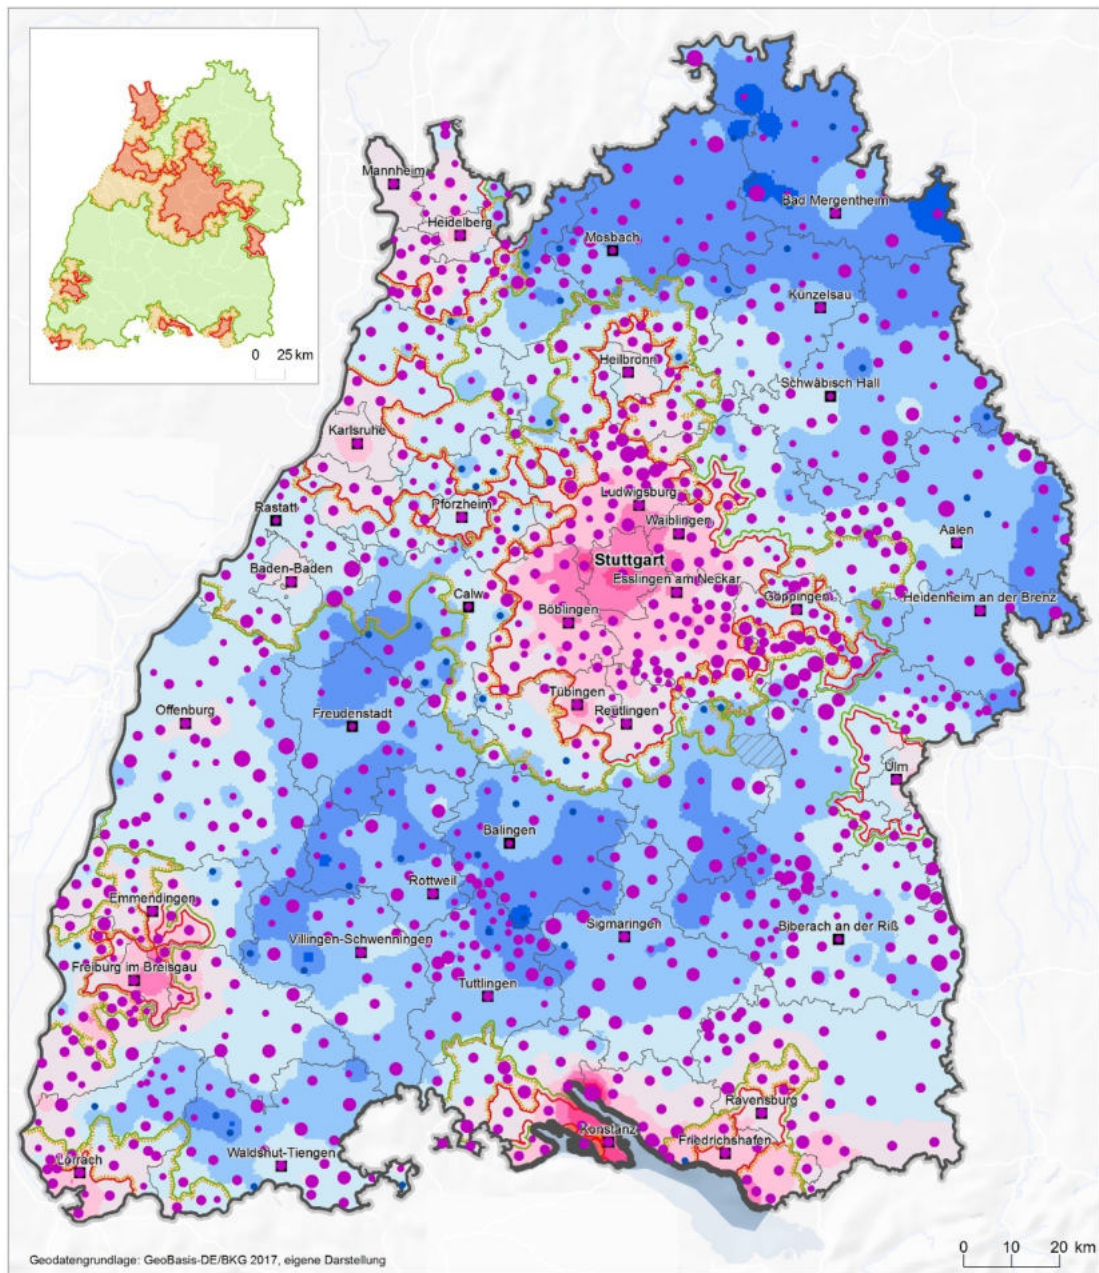 0 25 km
Mannheim
Heidelberg
Mosbach
Bad Mergentheim
Künzelsau
Heilbronn
Schwäbisch Hall
Karlsruhe
Ludwigsburg
Pforzheim
Rastatt
Waiblingen
Aalen
Stuttgart
Baden-Baden
Esslingen am Neckar
Calw
Göppingen
Heidenheim an der Brenz
Böblingen
Tübingen
Offenburg
Freudenstadt
Reutlingen
Ulm
Balingen
Rottweil
Emmendingen
Sigmaringen
Biberach an der Riß
Villingen-Schwenningen
Freiburg im Breisgau
Tuttlingen
Ravensburg
Konstanz
Friedrichshafen
Lörrach
Waldshut-Tiengen
Geodatengrundlage: GeoBasis-DE/BKG 2017, eigene Darstellung
0 10 20 km